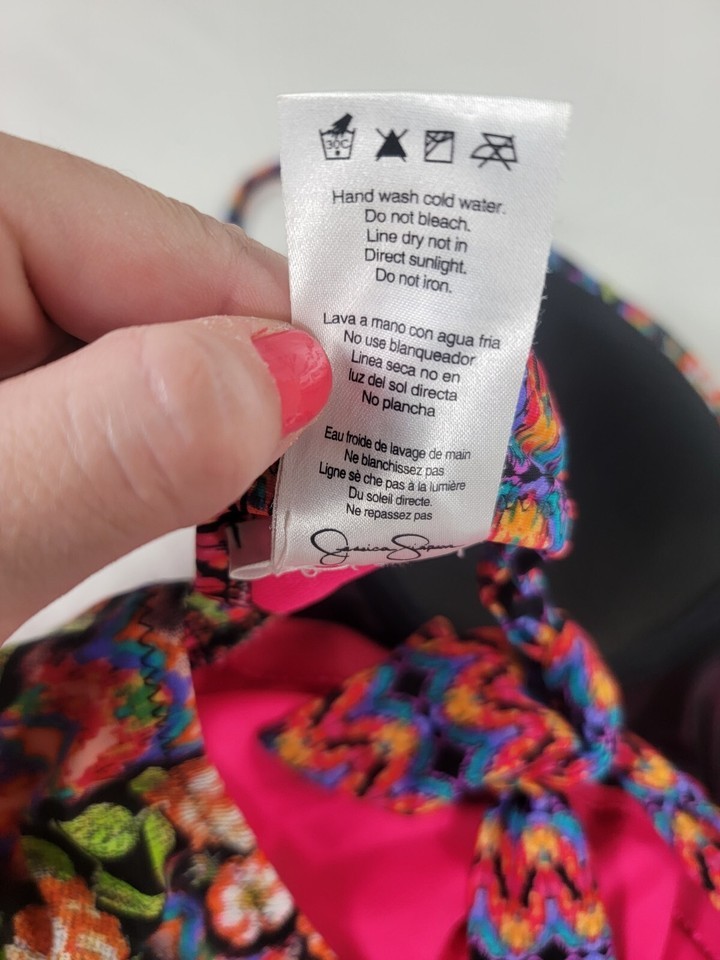 30C
Hand wash cold water.
Do not bleach.
Line dry not in
Direct sunlight.
Do not iron.
Lava a mano con agua fria
No use blanqueador
Linea seca no en
luz del sol directa
No plancha
Eau froide de lavage de main
Ne blanchissez pas
Ligne sè che pas à la lumière
Du soleil directe.
Ne repassez pas
Jessica Simpson